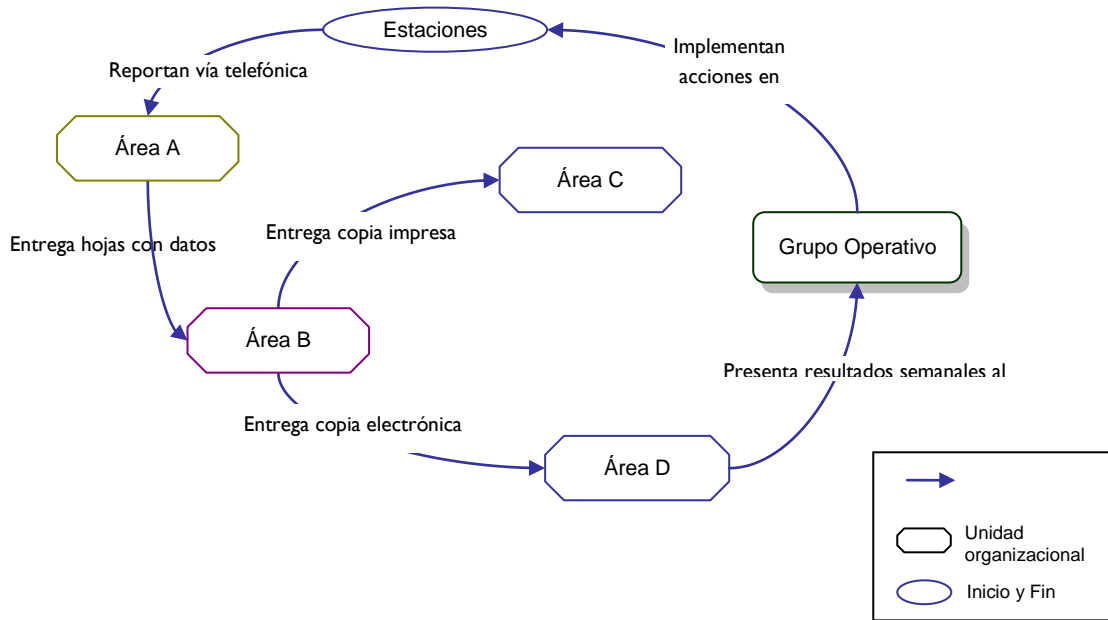 Estaciones
Implementan
acciones en
Reportan vía telefónica
Área A
Área C
Entrega copia impresa
Entrega hojas con datos
Grupo Operativo
Área B
Presenta resultados semanales al
Entrega copia electrónica
Área D
Unidad
organizacional
Inicio y Fin